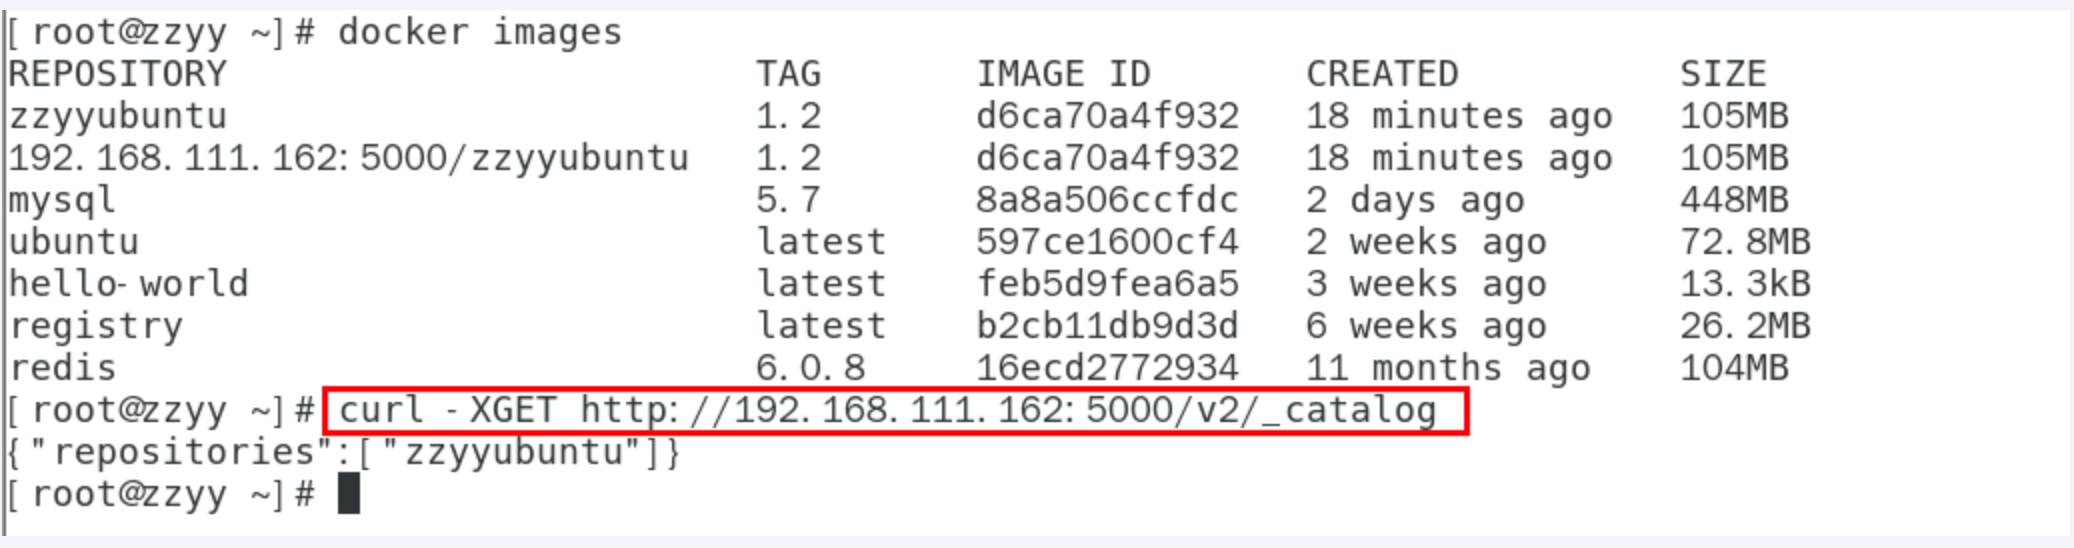 [root@zzyy ~]# docker images
REPOSITORY TAG IMAGE ID CREATED SIZE
zzyyubuntu 1.2 d6ca70a4f932 18 minutes ago 105MB
192.168.111.162:5000/zzyyubuntu 1.2 d6ca70a4f932 18 minutes ago 105MB
mysql 5.7 8a8a506ccfdc 2 days ago 448MB
ubuntu latest 597ce1600cf4 2 weeks ago 72.8MB
hello-world latest feb5d9fea6a5 3 weeks ago 13.3kB
registry latest b2cb11db9d3d 6 weeks ago 26.2MB
redis 6.0.8 16ecd2772934 11 months ago 104MB
[root@zzyy ~]# curl -XGET http://192.168.111.162:5000/v2/_catalog
{"repositories":["zzyyubuntu"]}
[root@zzyy ~]#